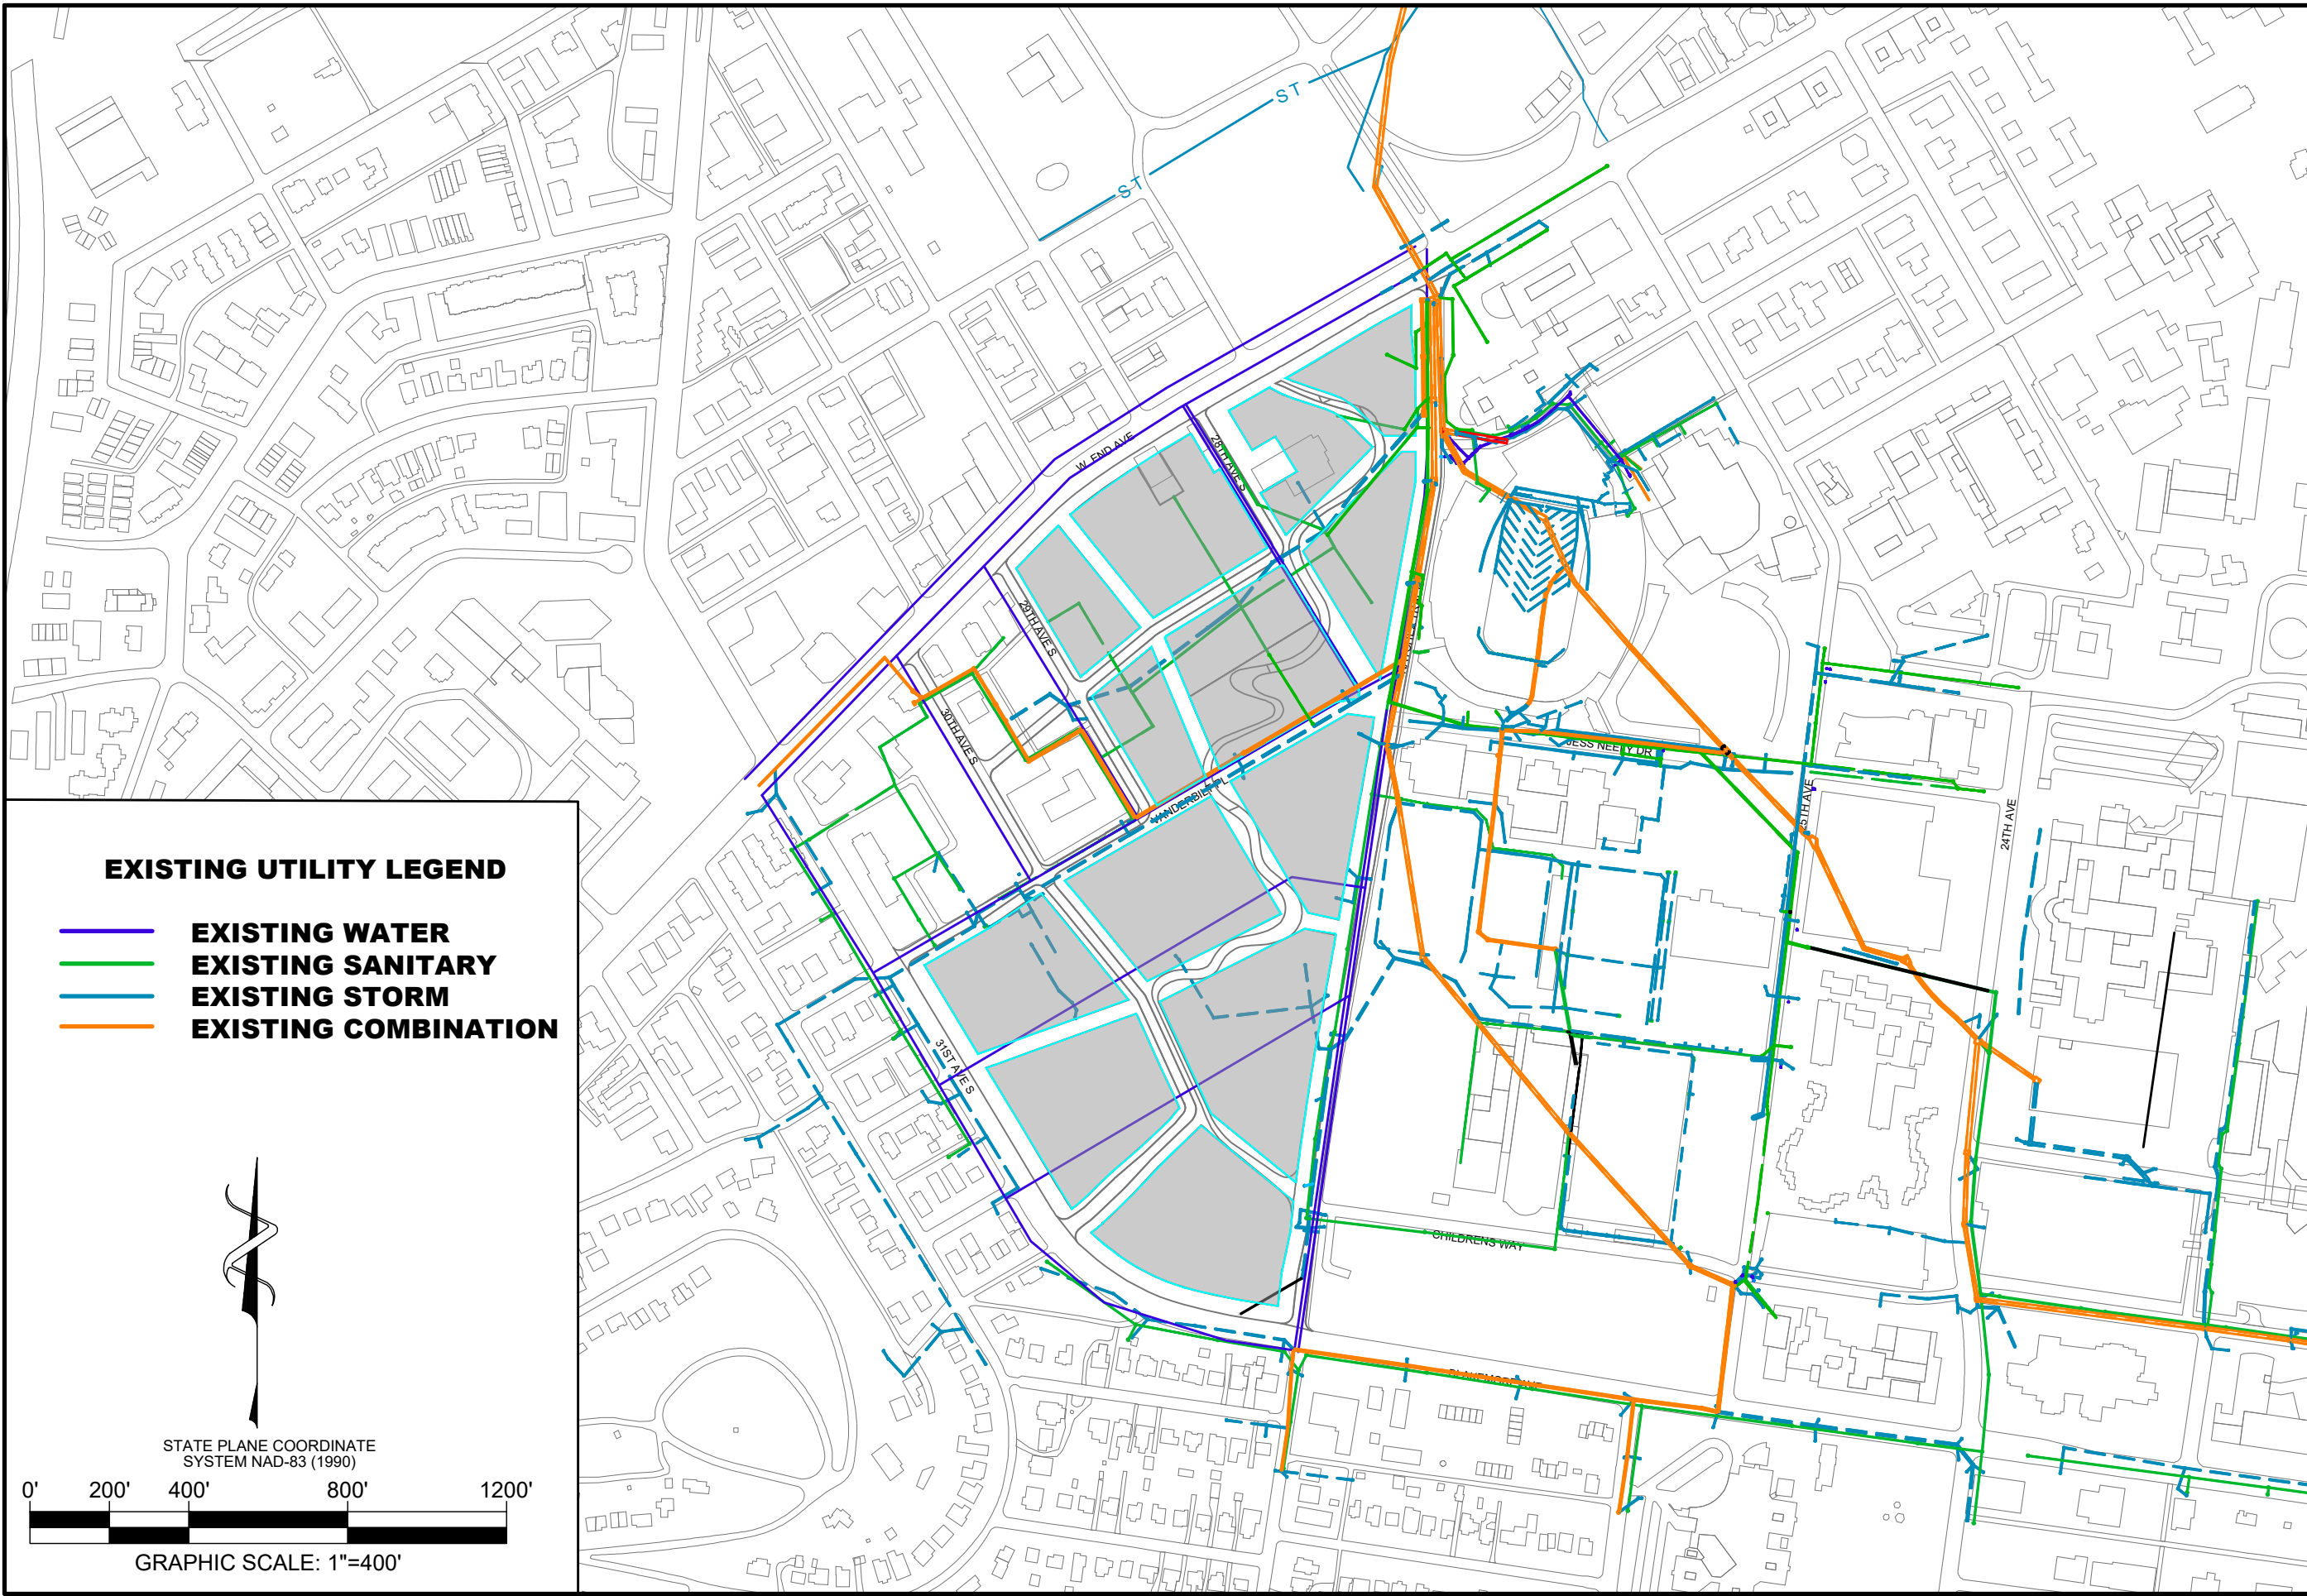 ST
ST
W. END AVE
28TH AVE S
29TH AVE S
30TH AVE S
JESS NEELY DR
VANDERBILT PL
25TH AVE
24TH AVE
31ST AVE S
CHILDRENS WAY
EXISTING UTILITY LEGEND
EXISTING WATER
EXISTING SANITARY
EXISTING STORM
EXISTING COMBINATION
STATE PLANE COORDINATE
SYSTEM NAD-83 (1990)
0' 200' 400' 800' 1200'
GRAPHIC SCALE: 1"=400'